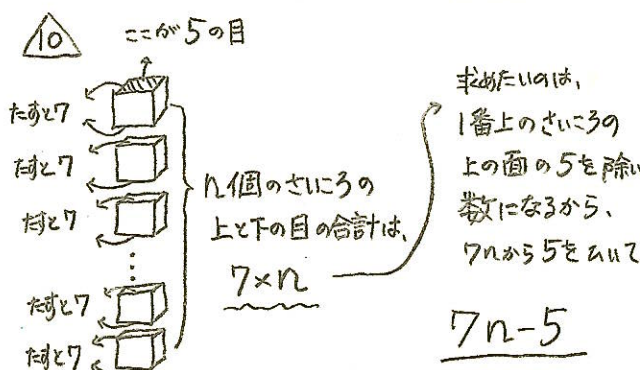 10
ここが5の目
たすと7
たすと7
たすと7
たすと7
たすと7
n個のさいころの
上と下の目の合計は、
7×n
求めたいのは、
1番上のさいころの
上の面の5を除い
数になるから、
7nから5をひいて
7n-5